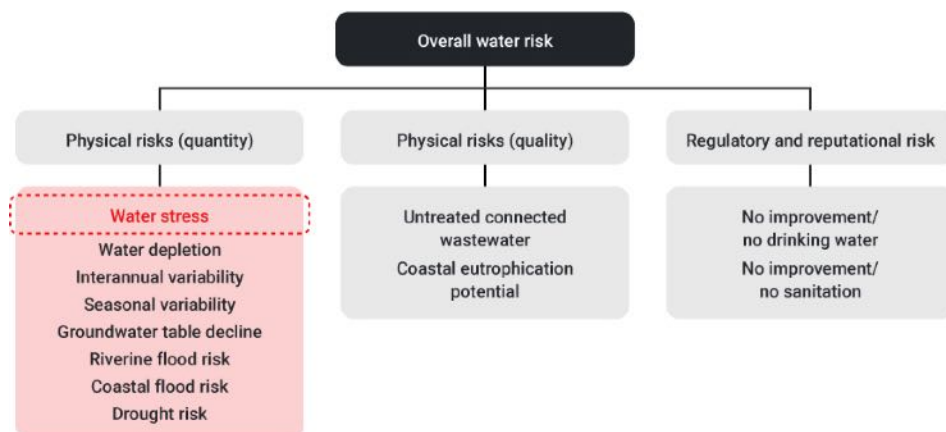 Overall water risk
Physical risks (quantity)
Physical risks (quality)
Regulatory and reputational risk
Water stress
Water depletion
Interannual variability
Seasonal variability
Groundwater table decline
Riverine flood risk
Coastal flood risk
Drought risk
Untreated connected
wastewater
Coastal eutrophication
potential
No improvement/
no drinking water
No improvement/
no sanitation